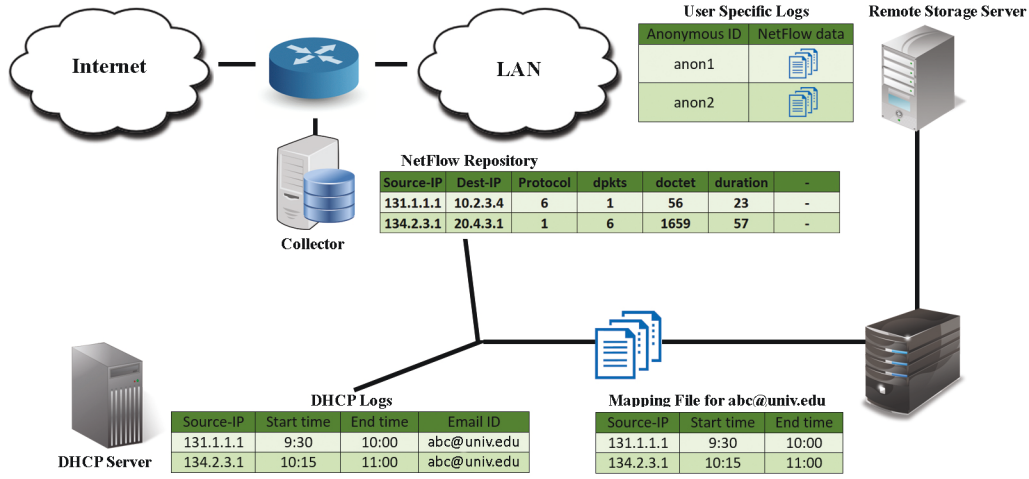 User Specific Logs
Remote Storage Server
Anonymous ID NetFlow data
anon1
anon2
Internet
LAN
NetFlow Repository
Source-IP Dest-IP Protocol dpkts doctet duration -
131.1.1.1 10.2.3.4 6 1 56 23 -
134.2.3.1 20.4.3.1 1 6 1659 57 -
Collector
DHCP Logs
Source-IP Start time End time Email ID
131.1.1.1 9:30 10:00 abc@univ.edu
134.2.3.1 10:15 11:00 abc@univ.edu
DHCP Server
Mapping File for abc@univ.edu
Source-IP Start time End time
131.1.1.1 9:30 10:00
134.2.3.1 10:15 11:00